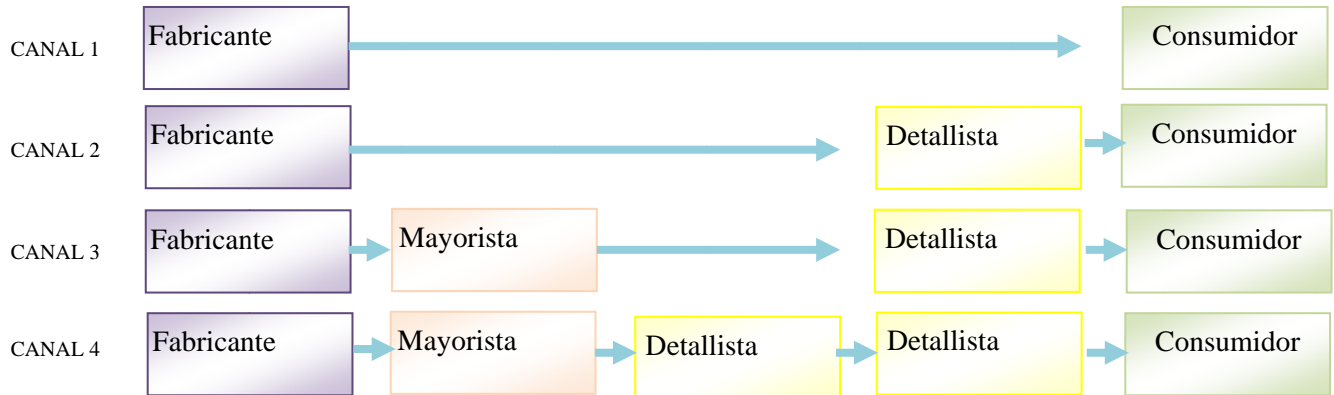 CANAL 1 Fabricante Consumidor
CANAL 2 Fabricante Detallista Consumidor
CANAL 3 Fabricante Mayorista Detallista Consumidor
CANAL 4 Fabricante Mayorista Detallista Detallista Consumidor